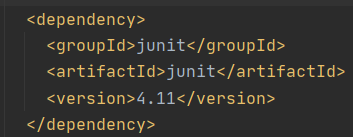 <dependency>
<groupId>junit</groupId>
<artifactId>junit</artifactId>
<version>4.11</version>
</dependency>